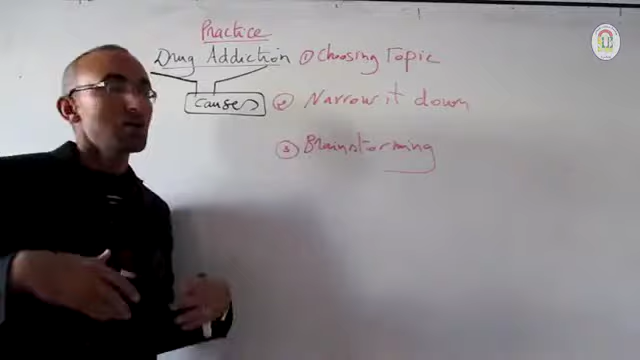 Practice
Drug Addiction ① Choosing Topic
Causes ② Narrow it down
③ Brainstorming